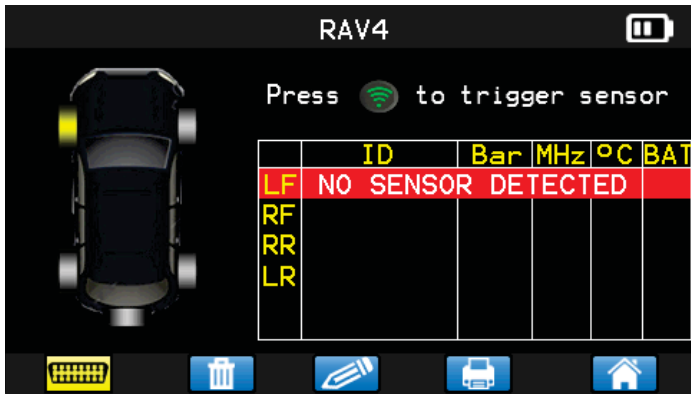 RAV4
Press to trigger sensor
ID Bar MHz °C BAT
LF NO SENSOR DETECTED
RF
RR
LR